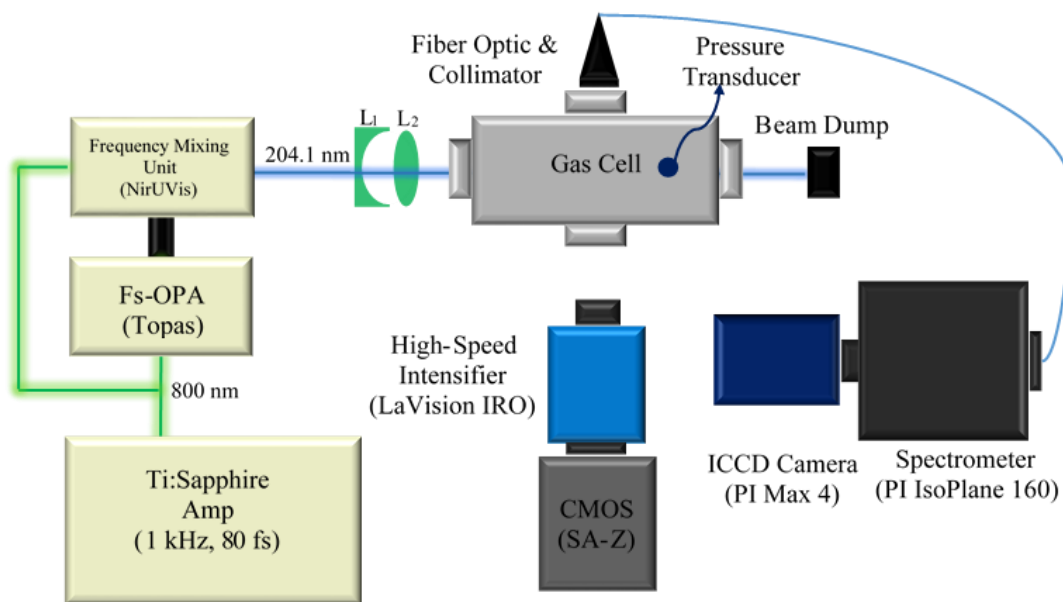 Fiber Optic &
Collimator
Pressure
Transducer
L1
L2
Beam Dump
Frequency Mixing
Unit
(NirUVis)
204.1 nm
Gas Cell
Fs-OPA
(Topas)
High-Speed
Intensifier
(LaVision IRO)
800 nm
Ti:Sapphire
Amp
(1 kHz, 80 fs)
CMOS
(SA-Z)
ICCD Camera
(PI Max 4)
Spectrometer
(PI IsoPlane 160)